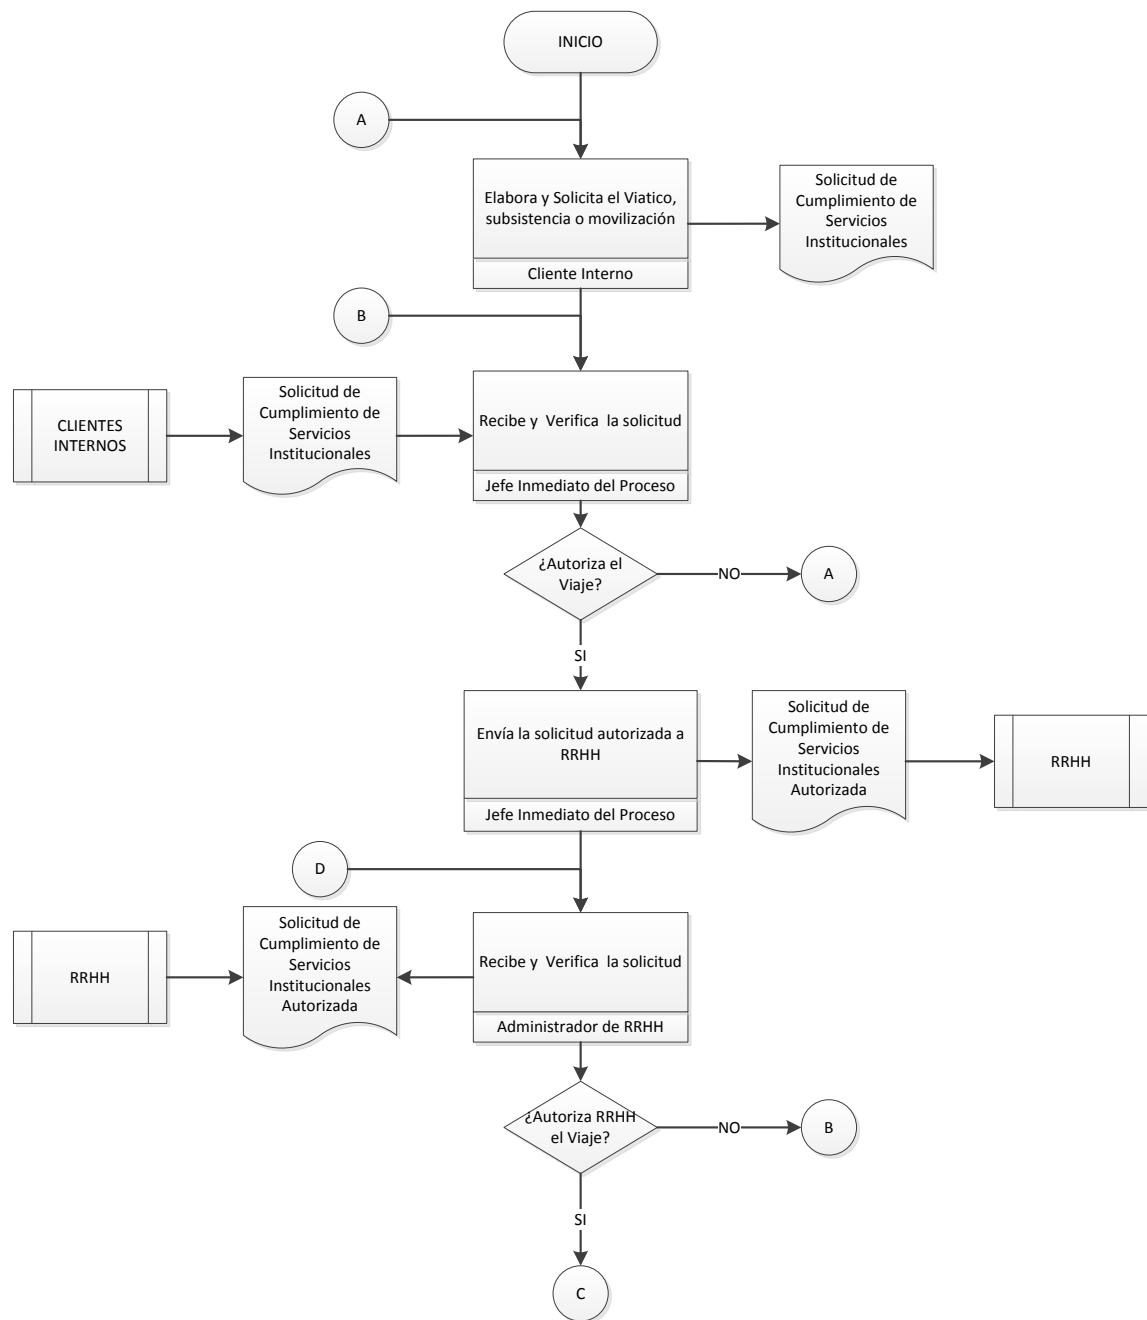 INICIO
A
Elabora y Solicita el Viatico,
subsistencia o movilización
Cliente Interno
Solicitud de
Cumplimiento de
Servicios
Institucionales
B
CLIENTES
INTERNOS
Solicitud de
Cumplimiento de
Servicios
Institucionales
Recibe y Verifica la solicitud
Jefe Inmediato del Proceso
¿Autoriza el
Viaje?
NO
A
SI
Envía la solicitud autorizada a
RRHH
Jefe Inmediato del Proceso
Solicitud de
Cumplimiento de
Servicios
Institucionales
Autorizada
RRHH
D
RRHH
Solicitud de
Cumplimiento de
Servicios
Institucionales
Autorizada
Recibe y Verifica la solicitud
Administrador de RRHH
¿Autoriza RRHH
el Viaje?
NO
B
SI
C